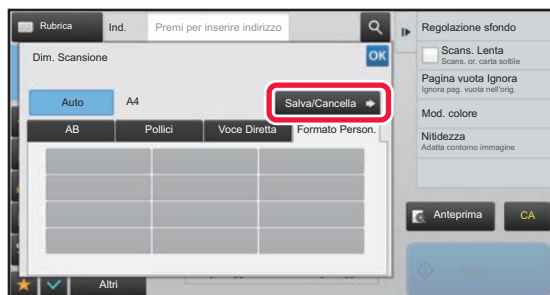 Rubrica
Ind.
Premi per inserire indirizzo
Dim. Scansione
OK
Auto
A4
Salva/Cancella
AB
Pollici
Voce Diretta
Formato Person.
Altri
Regolazione sfondo
Scans. Lenta
Scans. or. carta sottile
Pagina vuota Ignora
Ignora pag. vuota nell'orig.
Mod. colore
Nitidezza
Adatta contorno immagine
Anteprima
CA